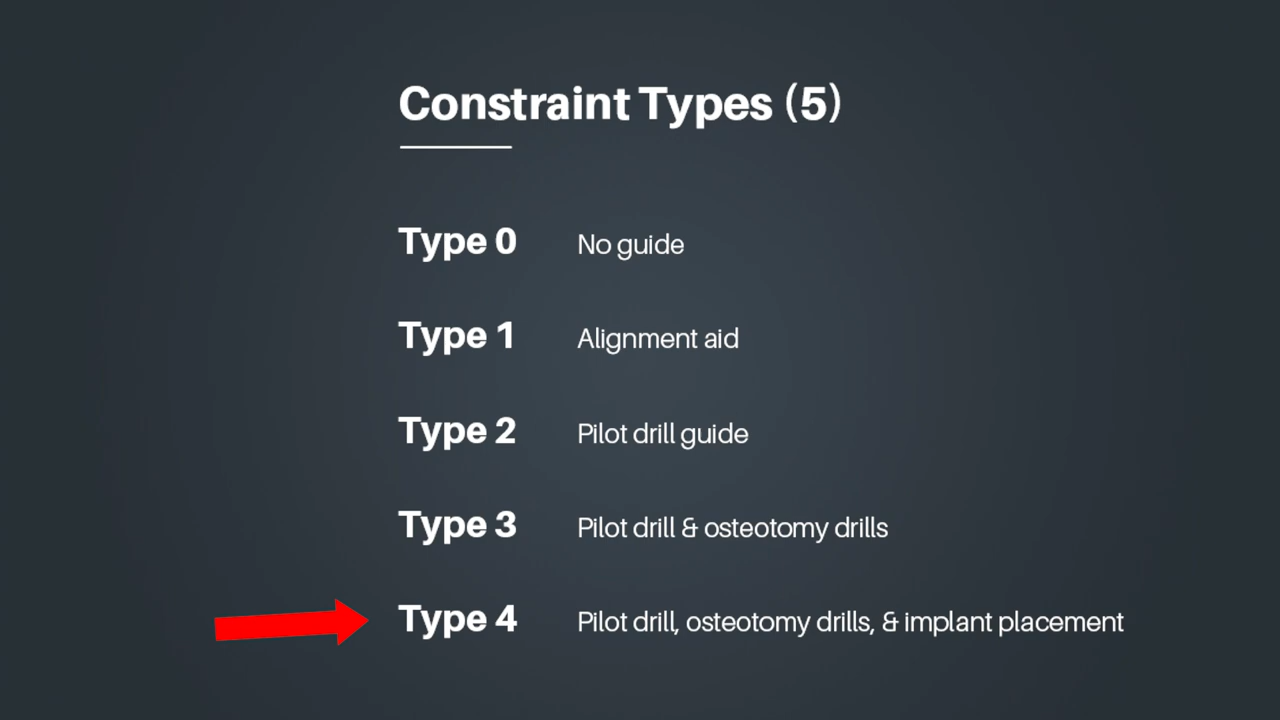 Constraint Types (5)
Type 0 No guide
Type 1 Alignment aid
Type 2 Pilot drill guide
Type 3 Pilot drill & osteotomy drills
Type 4 Pilot drill, osteotomy drills, & implant placement